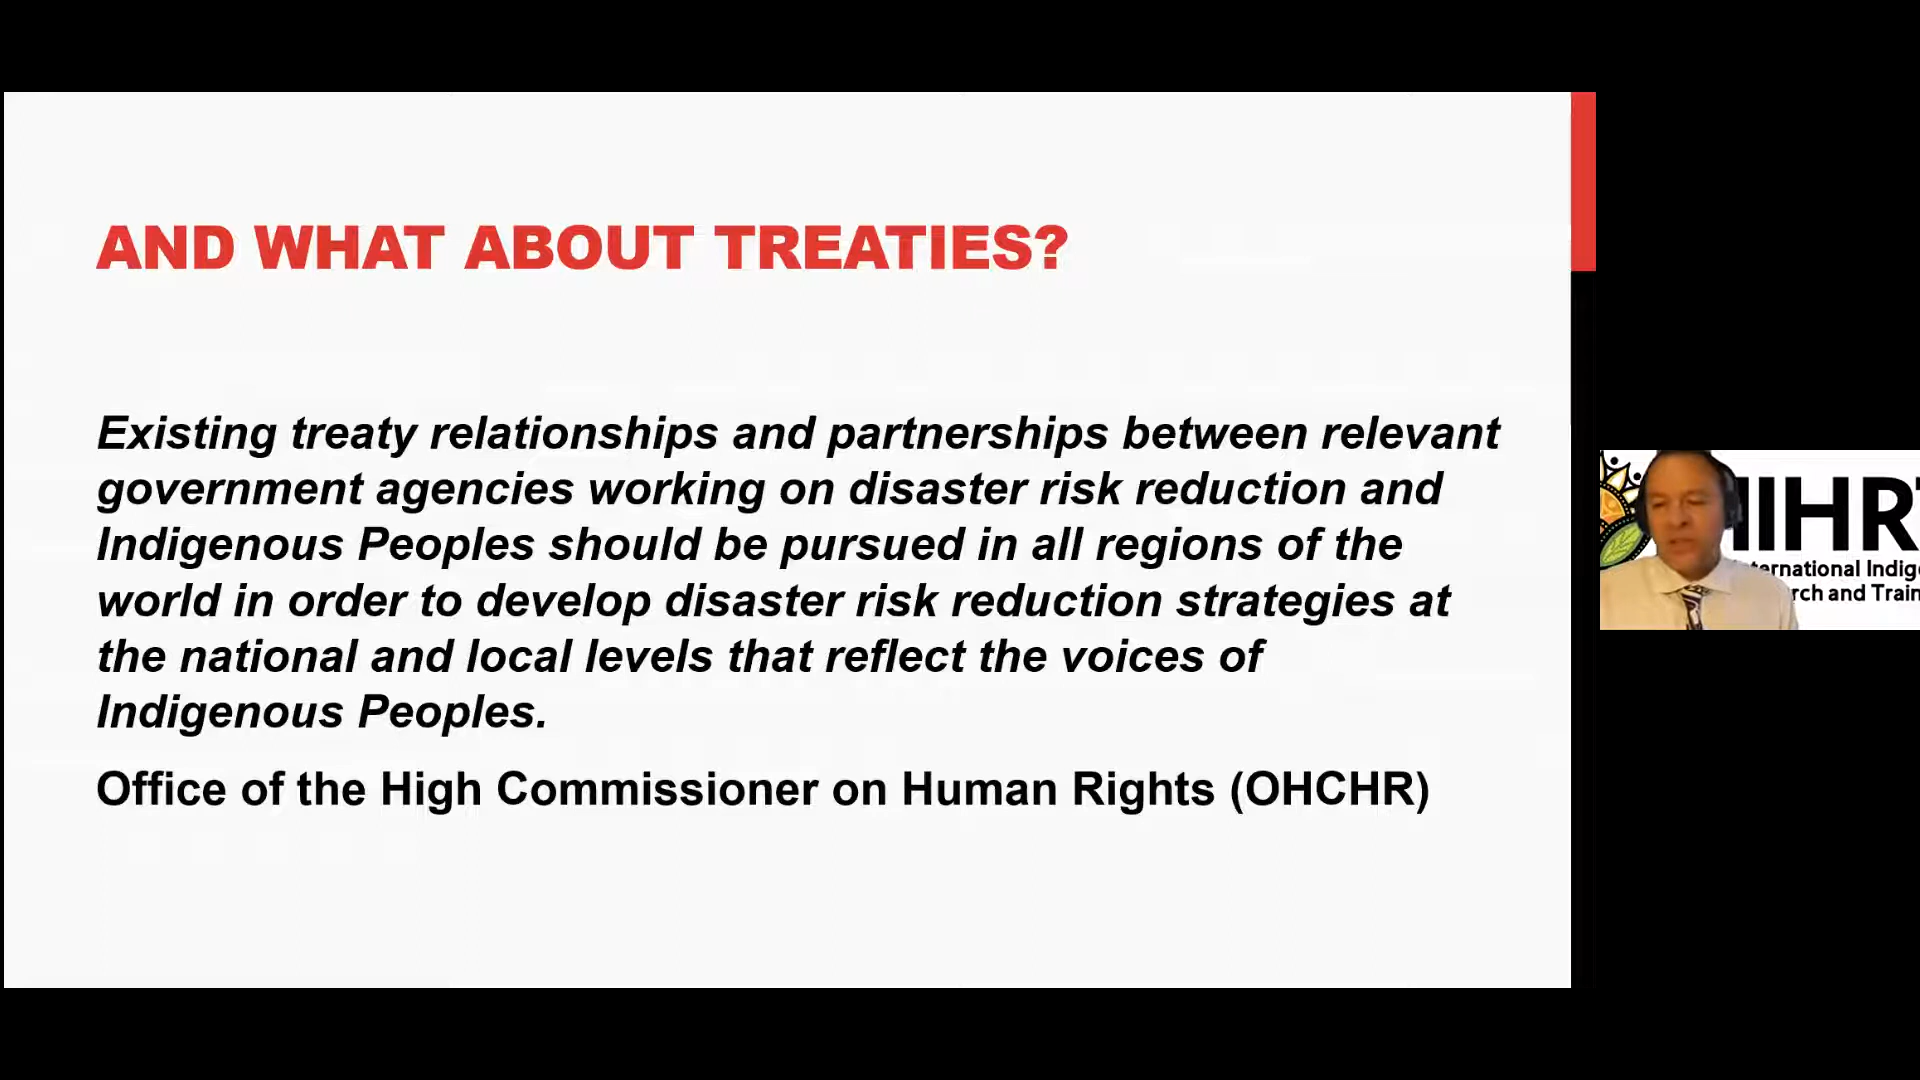 AND WHAT ABOUT TREATIES?
Existing treaty relationships and partnerships between relevant
government agencies working on disaster risk reduction and
Indigenous Peoples should be pursued in all regions of the
world in order to develop disaster risk reduction strategies at
the national and local levels that reflect the voices of
Indigenous Peoples.
Office of the High Commissioner on Human Rights (OHCHR)
and Train